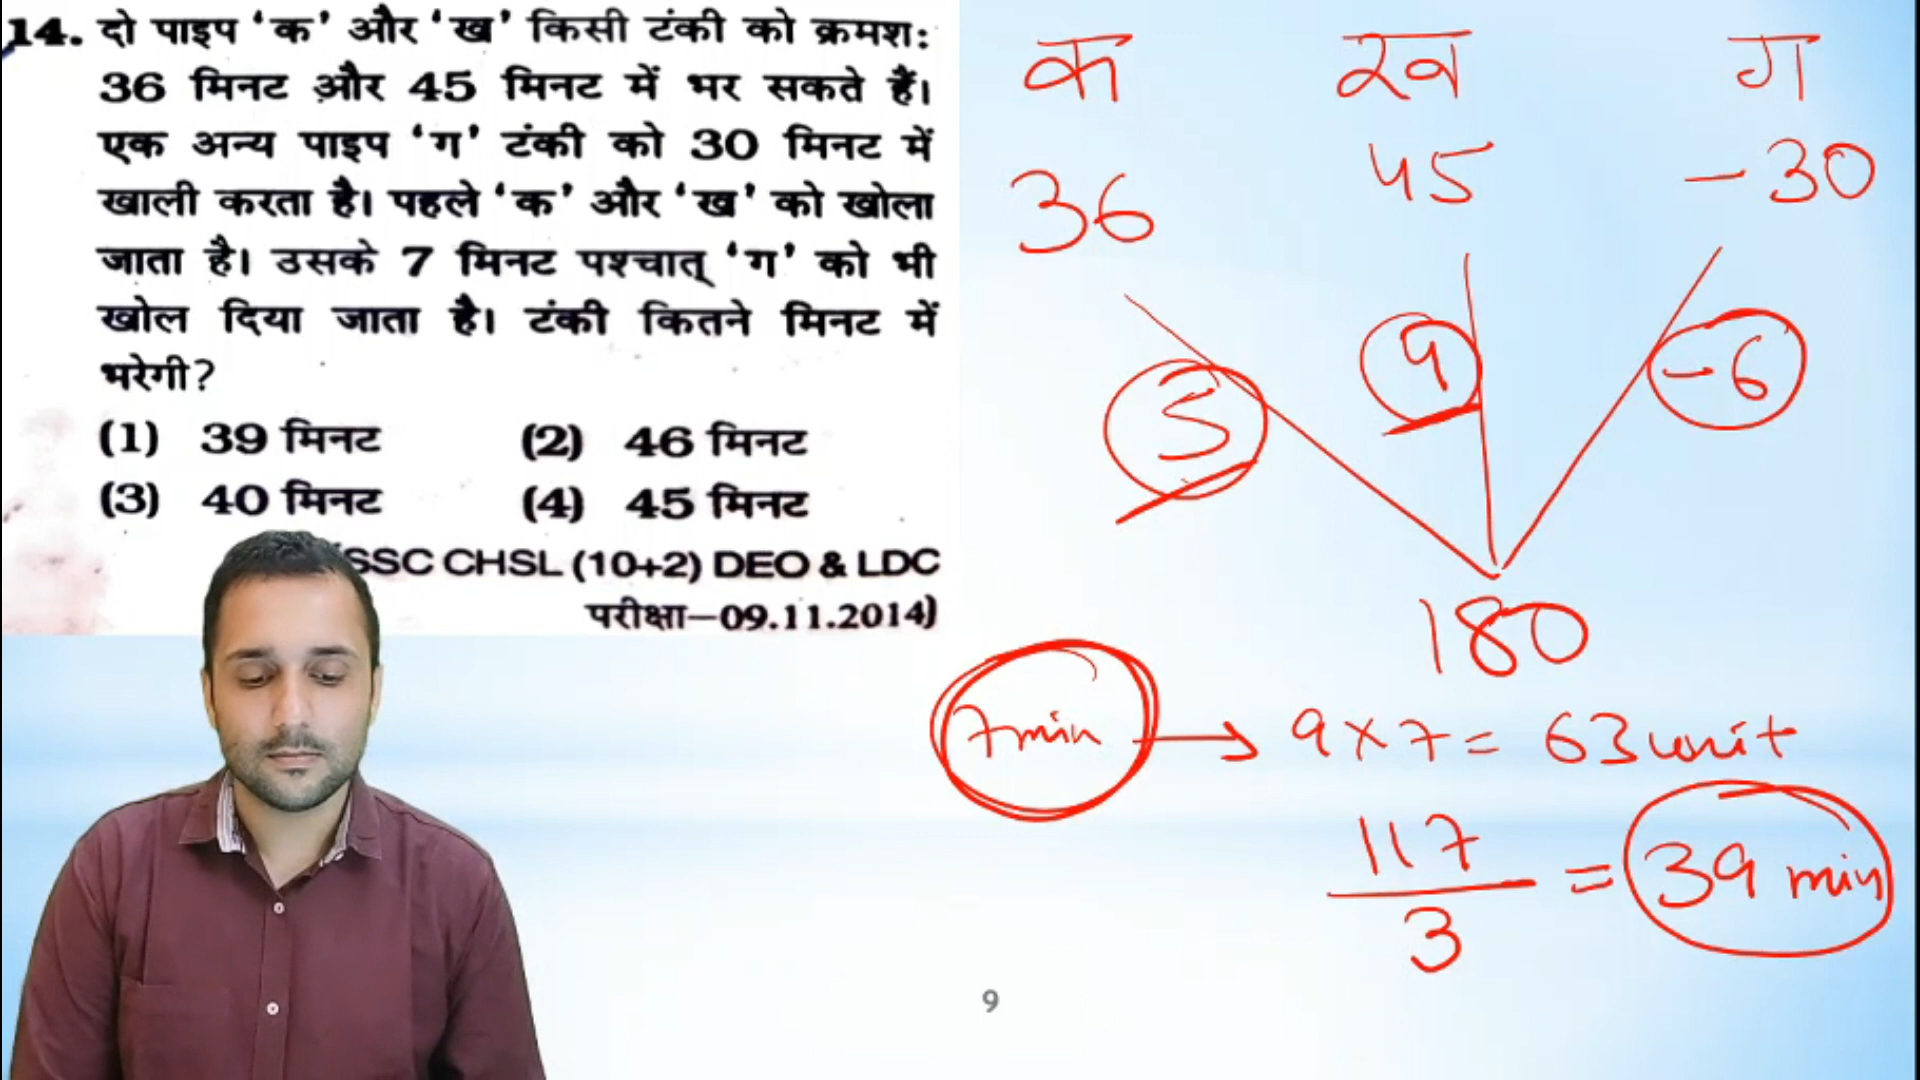 14. दो पाइप ‘क’ और ‘ख’ किसी टंकी को क्रमशः
36 मिनट और 45 मिनट में भर सकते हैं।
एक अन्य पाइप ‘ग’ टंकी को 30 मिनट में
खाली करता है। पहले ‘क’ और ‘ख’ को खोला
जाता है। उसके 7 मिनट पश्चात् ‘ग’ को भी
खोल दिया जाता है। टंकी कितने मिनट में
भरेगी?
(1) 39 मिनट (2) 46 मिनट
(3) 40 मिनट (4) 45 मिनट
SSC CHSL (10+2) DEO & LDC
परीक्षा—09.11.2014)
क ख ग
36 45 -30
5 4 -6
180
7min → 9×7= 63 unit
117/3 = 39 min
9